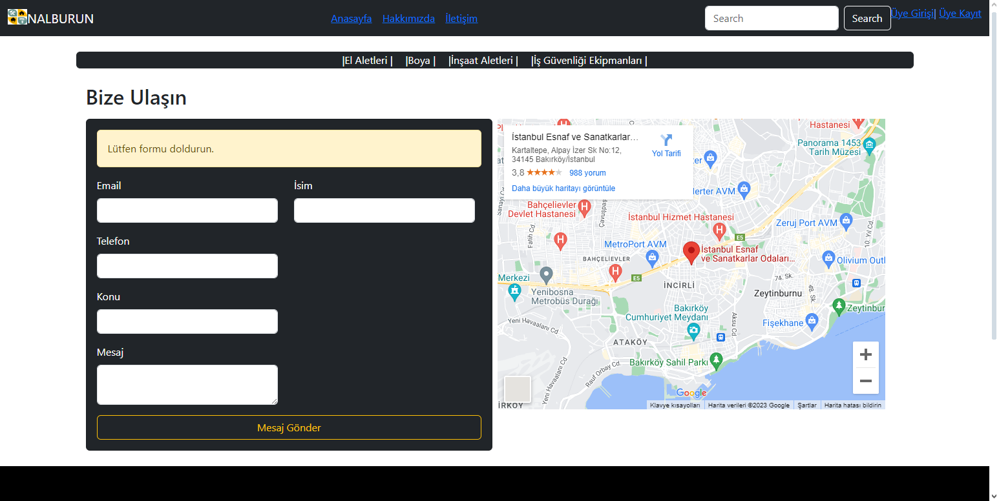 NALBURUN
Anasayfa Hakkımızda İletişim
Search Search Üye Girişi| Üye Kayıt
|El Aletleri | |Boya | |İnşaat Aletleri | |İş Güvenliği Ekipmanları |
Bize Ulaşın
Lütfen formu doldurun.
Email İsim
Telefon
Konu
Mesaj
Mesaj Gönder
İstanbul Esnaf ve Sanatkarlar…
Kartaltepe, Alpay İzer Sk No:12,
34145 Bakırköy/İstanbul
3,8 988 yorum
Daha büyük haritayı görüntüle
Yol Tarifi
Hastanesi
Panorama 1453
Tarih Müzesi
erter AVM
Bahçelievler
Devlet Hastanesi
İstanbul Hizmet Hastanesi
Zeruj Port AVM
10. Yıl Cd.
Fatih Cd.
E5
MetroPort AVM
BAHÇELİEVLER
İstanbul Esnaf
ve Sanatkarlar Odaları…
Olivium Outl
Merkezi
E5
İNCİRLİ
74. Sk.
48. Sk.
Yenibosna
Metrobüs Durağı
Zeytinburnu
Bakırköy
Cumhuriyet Meydanı
Zeytinbur
Aksu Cd
Fişekhane
Yeni Havaalanı Cd.
ATAKÖY
Bakırköy Sahil Parkı
Rauf Orbay Cd.
Yeni Havaalanı Cd
Google
İRKÖY
Klavye kısayolları Harita verileri ©2023 Google Şartlar Harita hatası bildirin